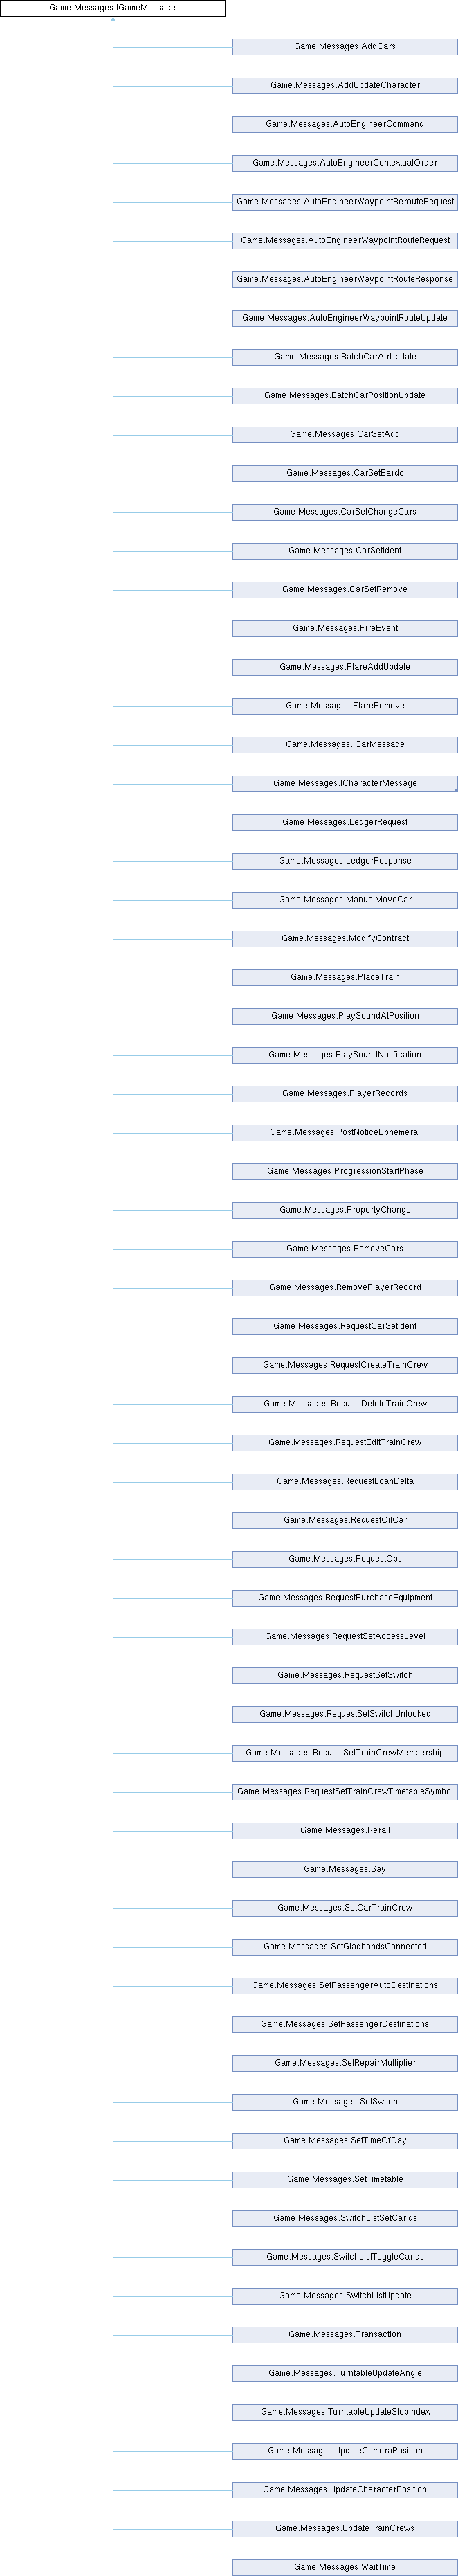 Game.Messages.IGameMessage
Game.Messages.AddCars
Game.Messages.AddUpdateCharacter
Game.Messages.AutoEngineerCommand
Game.Messages.AutoEngineerContextualOrder
Game.Messages.AutoEngineerWaypointRerouteRequest
Game.Messages.AutoEngineerWaypointRouteRequest
Game.Messages.AutoEngineerWaypointRouteResponse
Game.Messages.AutoEngineerWaypointRouteUpdate
Game.Messages.BatchCarAirUpdate
Game.Messages.BatchCarPositionUpdate
Game.Messages.CarSetAdd
Game.Messages.CarSetBardo
Game.Messages.CarSetChangeCars
Game.Messages.CarSetIdent
Game.Messages.CarSetRemove
Game.Messages.FireEvent
Game.Messages.FlareAddUpdate
Game.Messages.FlareRemove
Game.Messages.ICarMessage
Game.Messages.ICharacterMessage
Game.Messages.LedgerRequest
Game.Messages.LedgerResponse
Game.Messages.ManualMoveCar
Game.Messages.ModifyContract
Game.Messages.PlaceTrain
Game.Messages.PlaySoundAtPosition
Game.Messages.PlaySoundNotification
Game.Messages.PlayerRecords
Game.Messages.PostNoticeEphemeral
Game.Messages.ProgressionStartPhase
Game.Messages.PropertyChange
Game.Messages.RemoveCars
Game.Messages.RemovePlayerRecord
Game.Messages.RequestCarSetIdent
Game.Messages.RequestCreateTrainCrew
Game.Messages.RequestDeleteTrainCrew
Game.Messages.RequestEditTrainCrew
Game.Messages.RequestLoanDelta
Game.Messages.RequestOilCar
Game.Messages.RequestOps
Game.Messages.RequestPurchaseEquipment
Game.Messages.RequestSetAccessLevel
Game.Messages.RequestSetSwitch
Game.Messages.RequestSetSwitchUnlocked
Game.Messages.RequestSetTrainCrewMembership
Game.Messages.RequestSetTrainCrewTimetableSymbol
Game.Messages.Rerail
Game.Messages.Say
Game.Messages.SetCarTrainCrew
Game.Messages.SetGladhandsConnected
Game.Messages.SetPassengerAutoDestinations
Game.Messages.SetPassengerDestinations
Game.Messages.SetRepairMultiplier
Game.Messages.SetSwitch
Game.Messages.SetTimeOfDay
Game.Messages.SetTimetable
Game.Messages.SwitchListSetCarIds
Game.Messages.SwitchListToggleCarIds
Game.Messages.SwitchListUpdate
Game.Messages.Transaction
Game.Messages.TurntableUpdateAngle
Game.Messages.TurntableUpdateStopIndex
Game.Messages.UpdateCameraPosition
Game.Messages.UpdateCharacterPosition
Game.Messages.UpdateTrainCrews
Game.Messages.WaitTime